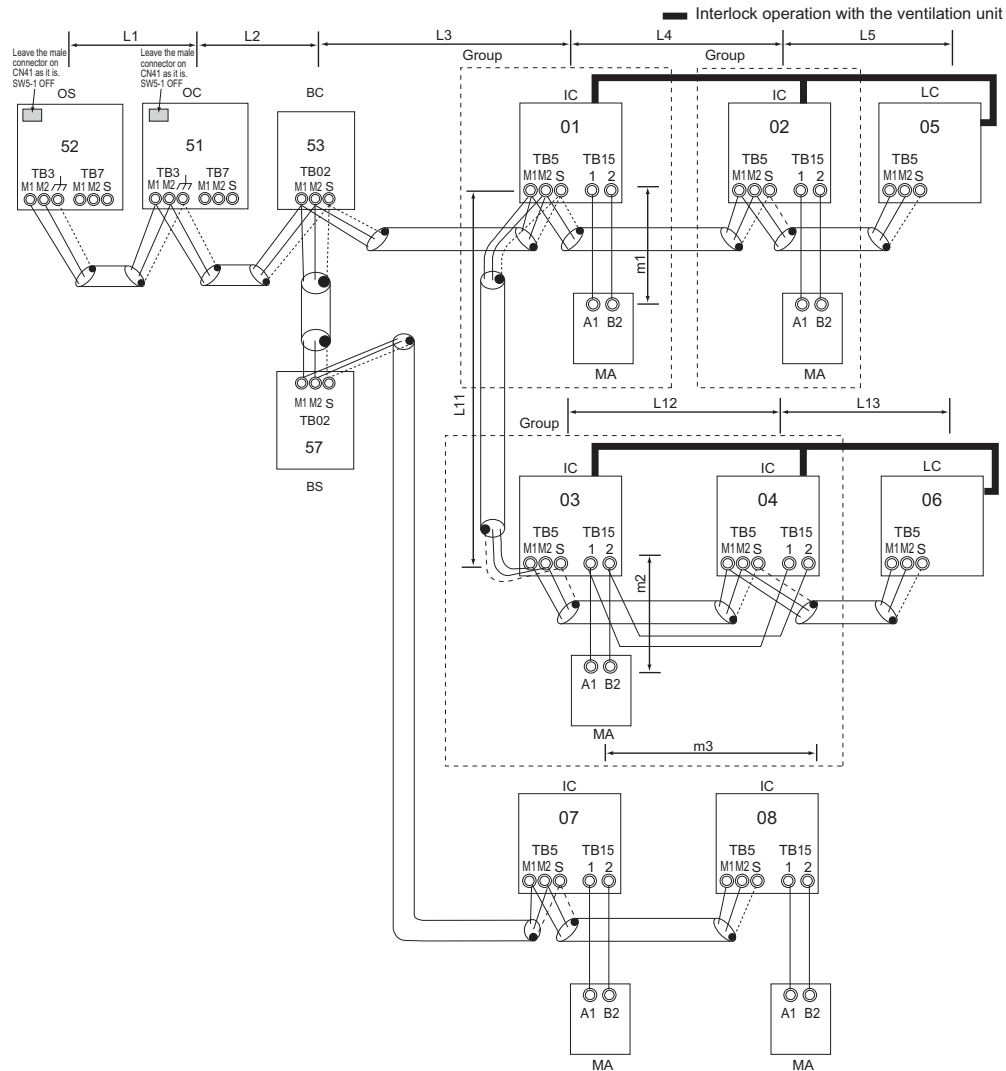 Interlock operation with the ventilation unit
L1
L2
L3
L4
L5
Leave the male
connector on
CN41 as it is.
SW5-1 OFF
Leave the male
connector on
CN41 as it is.
SW5-1 OFF
Group
Group
OS
OC
BC
IC
IC
LC
52
51
53
01
02
05
TB3
TB7
M1 M2
M1 M2 S
TB3
TB7
M1 M2
M1 M2 S
TB02
M1 M2 S
TB5
TB15
M1 M2 S
1 2
TB5
TB15
M1 M2 S
1 2
TB5
M1 M2 S
m1
A1 B2
MA
A1 B2
MA
M1 M2 S
TB02
57
BS
L11
L12
L13
Group
IC
IC
LC
03
04
06
TB5
TB15
M1 M2 S
1 2
TB5
TB15
M1 M2 S
1 2
TB5
M1 M2 S
m2
A1 B2
MA
m3
IC
IC
07
08
TB5
TB15
M1 M2 S
1 2
TB5
TB15
M1 M2 S
1 2
A1 B2
MA
A1 B2
MA